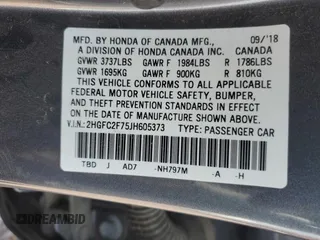 MFD. BY HONDA OF CANADA MFG., 09/'18
A DIVISION OF HONDA CANADA INC. CANADA
GVWR 3737LBS GAWR F 1984LBS R 1786LBS
GVWR 1695KG GAWR F 900KG R 810KG
THIS VEHICLE CONFORMS TO ALL APPLICABLE
FEDERAL MOTOR VEHICLE SAFETY, BUMPER, AND
THEFT PREVENTION STANDARDS IN EFFECT ON
THE DATE OF MANUFACTURE SHOWN ABOVE.
V.I.N.: 2HGFC2F75JH605373 TYPE: PASSENGER CAR
TBD J AD7 -NH797M -A -H
DREAMBID